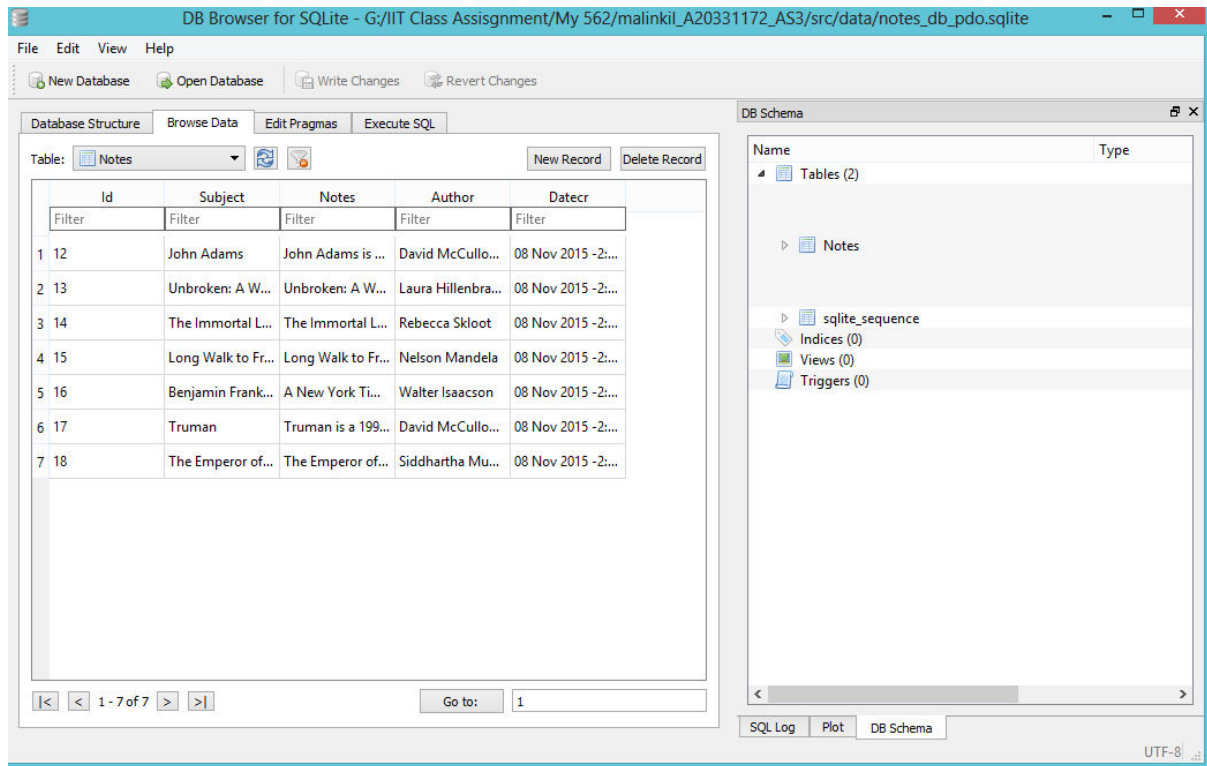 DB Browser for SQLite - G:/IIT Class Assisgnment/My 562/malinkil_A20331172_AS3/src/data/notes_db_pdo.sqlite
File Edit View Help
New Database Open Database Write Changes Revert Changes
Database Structure Browse Data Edit Pragmas Execute SQL
Table: Notes New Record Delete Record
Id Subject Notes Author Datecr
Filter Filter Filter Filter Filter
1 12 John Adams John Adams is ... David McCullo... 08 Nov 2015 -2:...
2 13 Unbroken: A W... Unbroken: A W... Laura Hillenbra... 08 Nov 2015 -2:...
3 14 The Immortal L... The Immortal L... Rebecca Skloot 08 Nov 2015 -2:...
4 15 Long Walk to Fr... Long Walk to Fr... Nelson Mandela 08 Nov 2015 -2:...
5 16 Benjamin Frank... A New York Ti... Walter Isaacson 08 Nov 2015 -2:...
6 17 Truman Truman is a 199... David McCullo... 08 Nov 2015 -2:...
7 18 The Emperor of... The Emperor of... Siddhartha Mu... 08 Nov 2015 -2:...
|< < 1 - 7 of 7 > >| Go to: 1
DB Schema
Name Type
Tables (2)
Notes
sqlite_sequence
Indices (0)
Views (0)
Triggers (0)
SQL Log Plot DB Schema
UTF-8